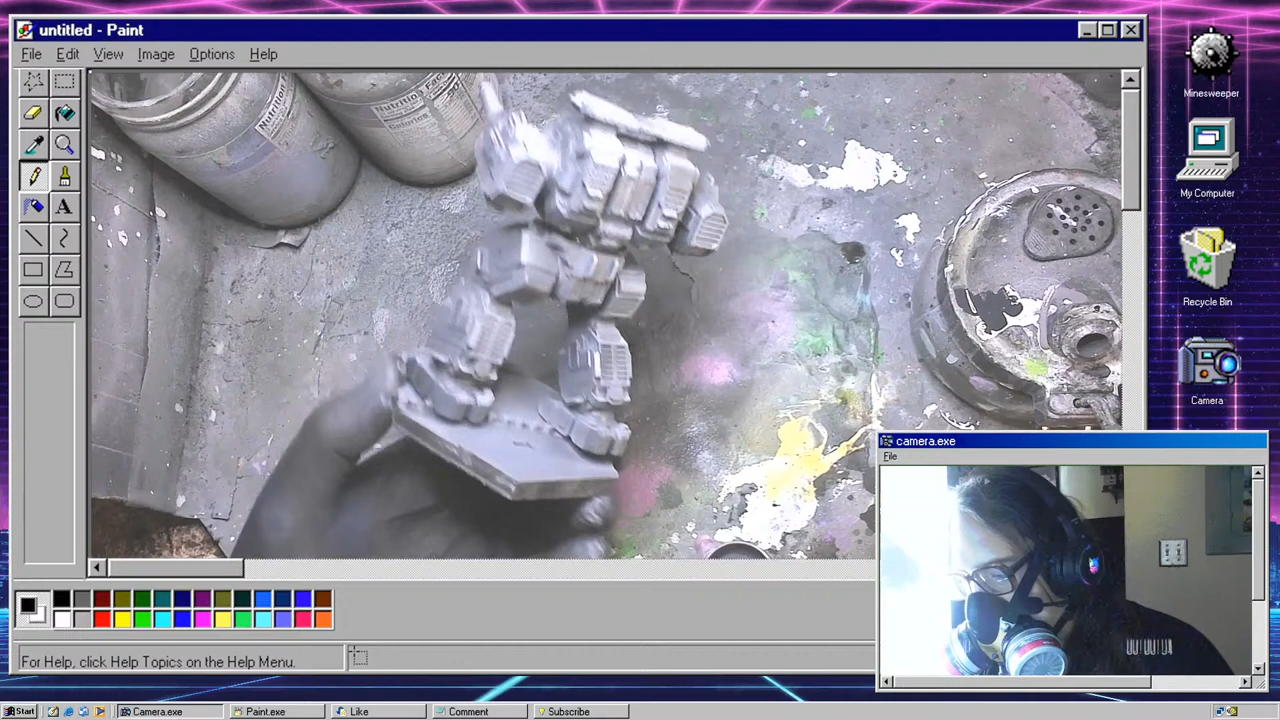 untitled - Paint
File Edit View Image Options Help
Nutrition Fac
Nutrition Facts
Calories
Minesweeper
My Computer
Recycle Bin
Camera
camera.exe
File
For Help, click Help Topics on the Help Menu.
Start
Camera.exe
Paint.exe
Like
Comment
Subscribe